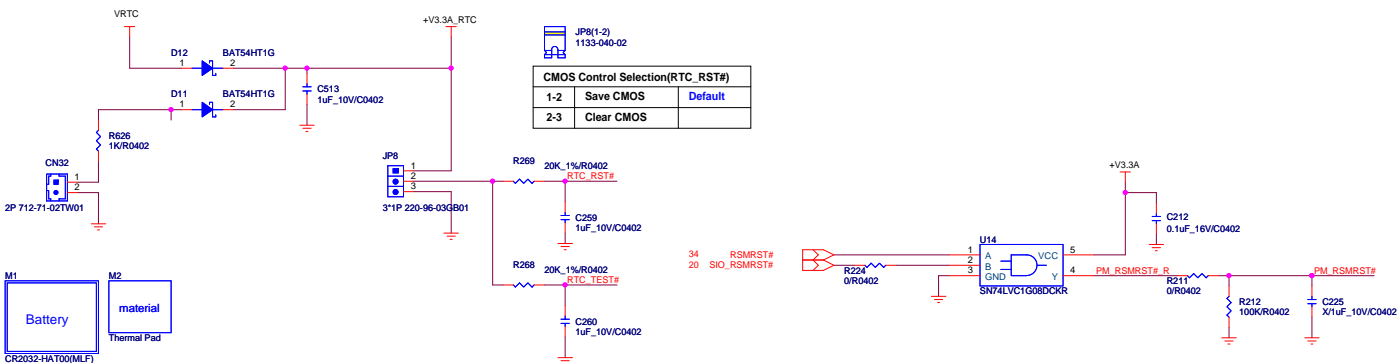 VRTC
+V3.3A_RTC
D12
BAT54HT1G
1
2
D11
BAT54HT1G
1
2
C513
1uF_10V/C0402
R626
1K/R0402
CN32
1
2
2P 712-71-02TW01
JP8(1-2)
1133-040-02
CMOS Control Selection(RTC_RST#)
1-2 Save CMOS Default
2-3 Clear CMOS
JP8
1
2
3
3*1P 220-96-03GB01
R269
20K_1%/R0402
RTC_RST#
C259
1uF_10V/C0402
R268
20K_1%/R0402
RTC_TEST#
C260
1uF_10V/C0402
+V3.3A
C212
0.1uF_16V/C0402
34 RSMRST#
20 SIO_RSMRST#
R224
0/R0402
U14
1 A VCC 5
2 B
3 GND Y 4
SN74LVC1G08DCKR
PM_RSMRST#_R
R211
0/R0402
PM_RSMRST#
R212
100K/R0402
C225
X/1uF_10V/C0402
M1
Battery
CR2032-HAT00(MLF)
M2
material
Thermal Pad